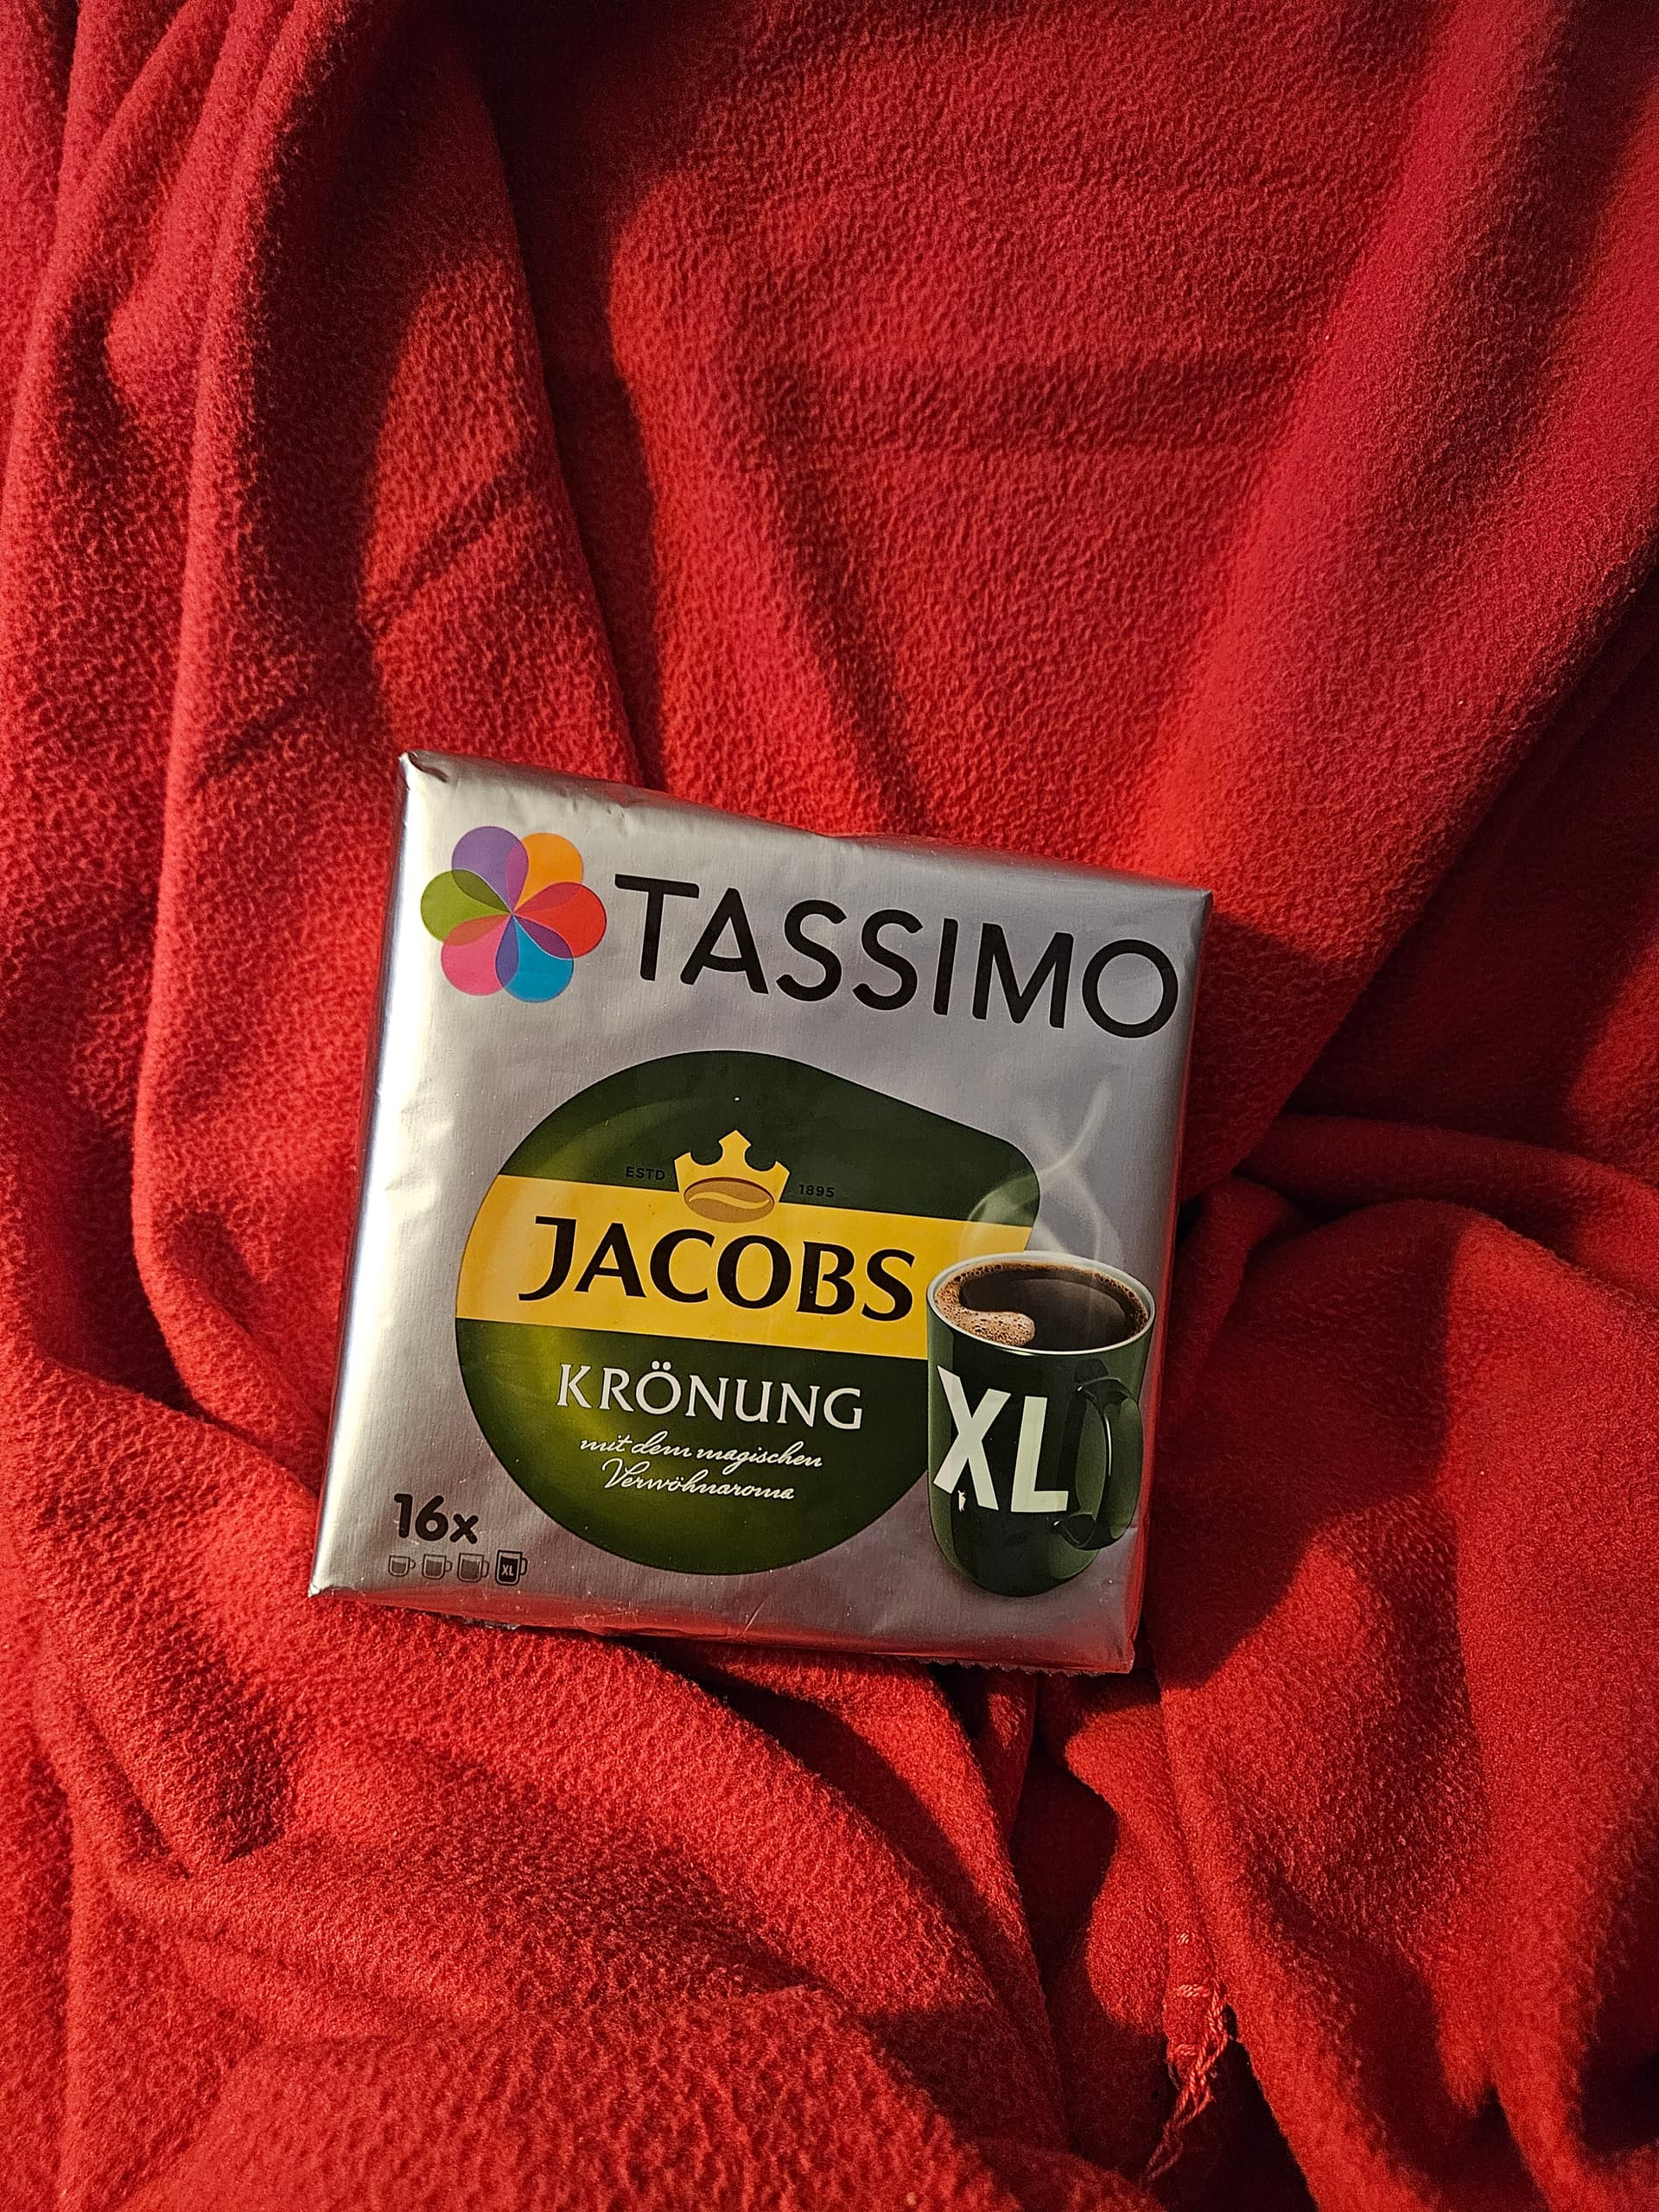 TASSIMO
ESTD 1895
JACOBS
KRÖNUNG
mit dem magischen
Verwöhnaroma
XL
16x
XL